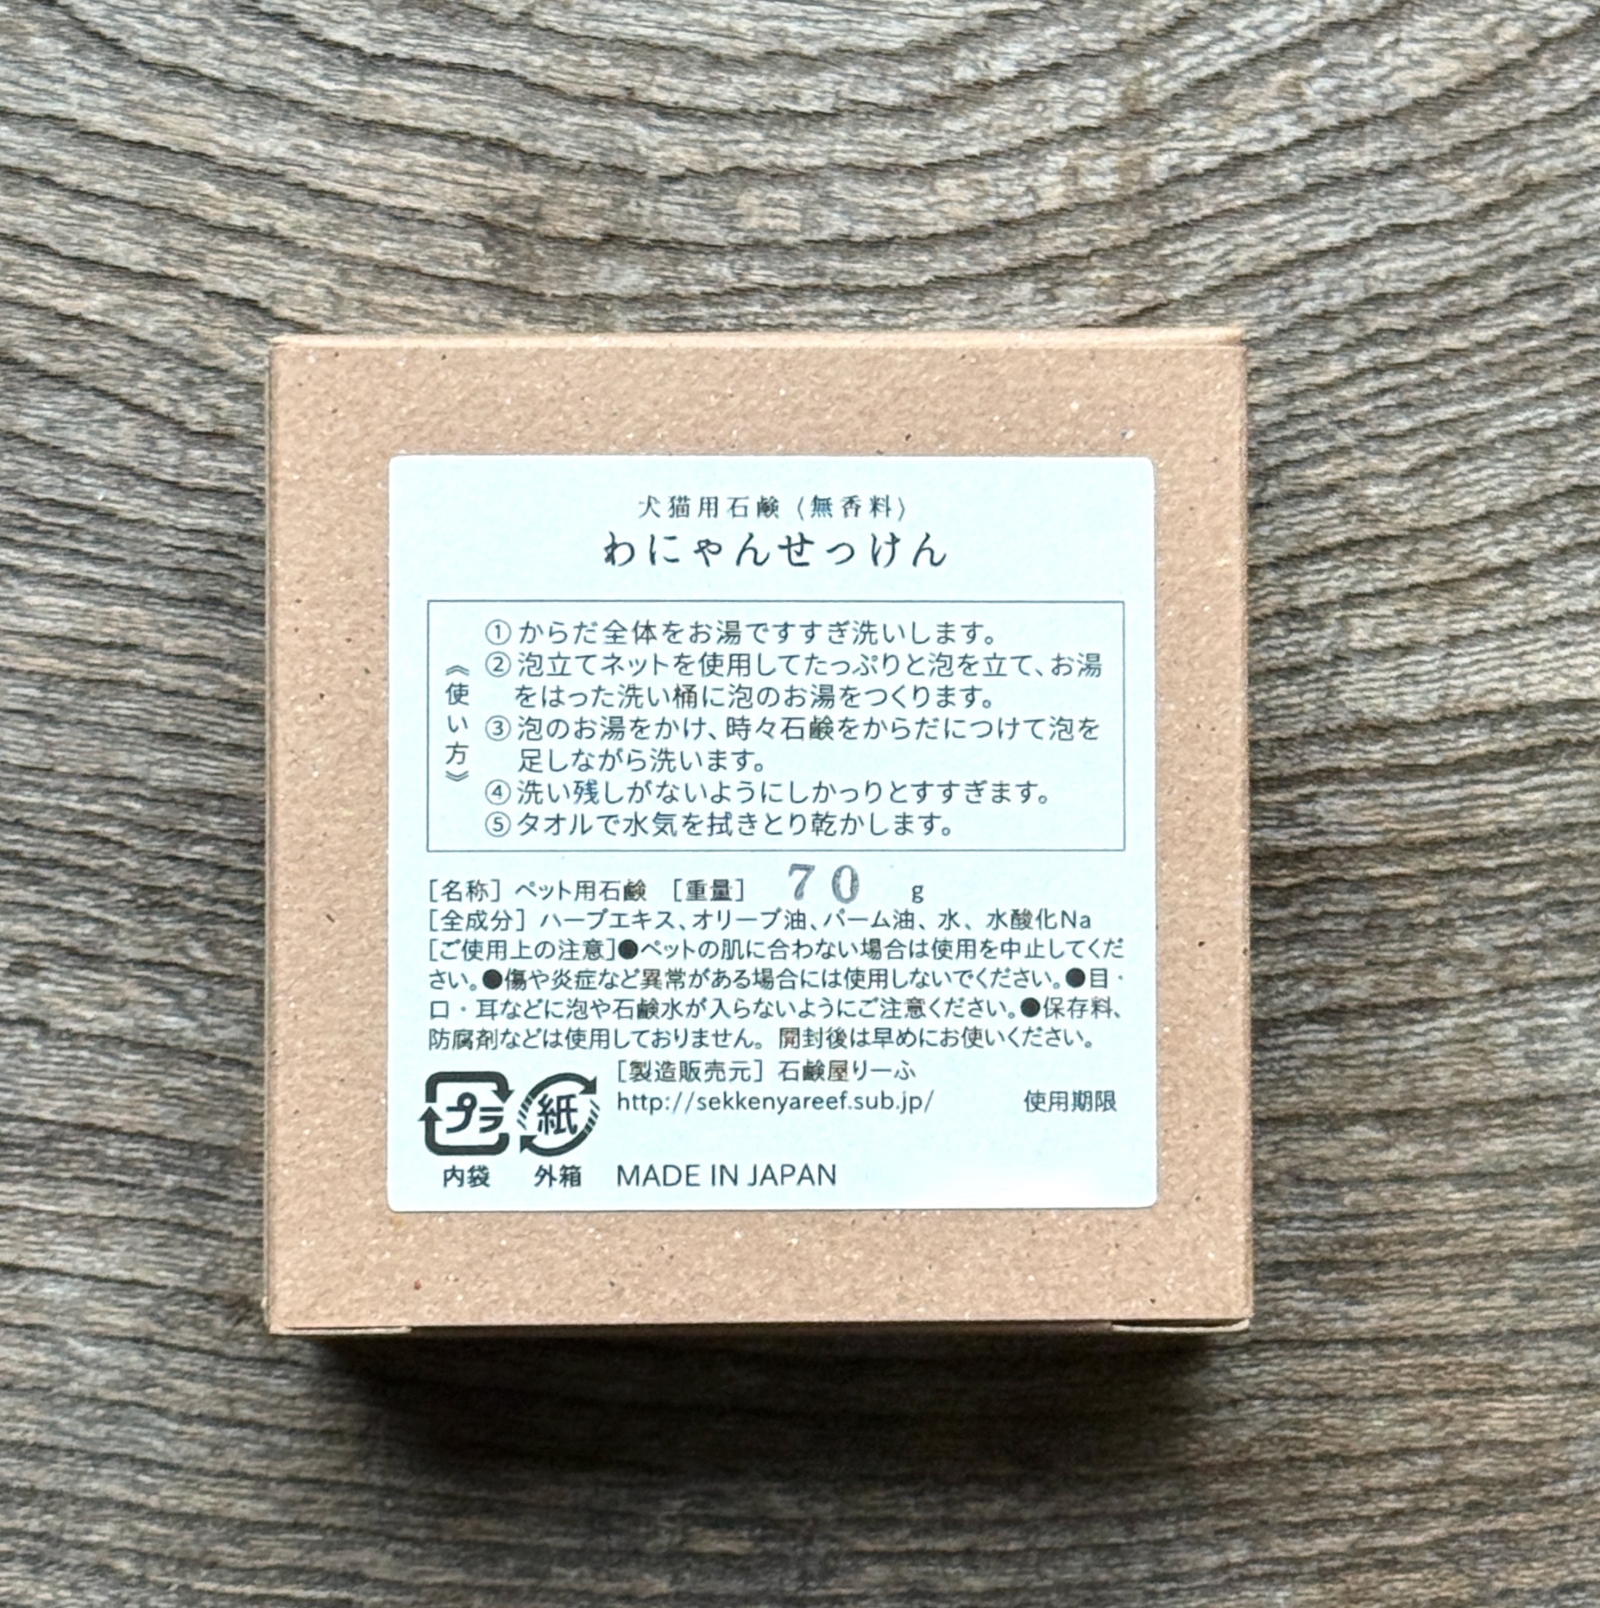 犬猫用石鹸〈無香料〉
わにゃんせっけん
《使い方》
①からだ全体をお湯ですすぎ洗いします。
②泡立てネットを使用してたっぷりと泡を立て、お湯
をはった洗い桶に泡のお湯をつくります。
③泡のお湯をかけ、時々石鹸をからだにつけて泡を
足しながら洗います。
④洗い残しがないようにしっかりとすすぎます。
⑤タオルで水気を拭きとり乾かします。
[名称] ペット用石鹸 [重量] 70 g
[全成分] ハーブエキス、オリーブ油、パーム油、水、水酸化Na
[ご使用上の注意]●ペットの肌に合わない場合は使用を中止してくだ
さい。●傷や炎症など異常がある場合には使用しないでください。●目・
口・耳などに泡や石鹸水が入らないようにご注意ください。●保存料、
防腐剤などは使用しておりません。開封後は早めにお使いください。
[製造販売元] 石鹸屋りーふ
http://sekkenyareef.sub.jp/ 使用期限
プラ 紙
内袋 外箱 MADE IN JAPAN